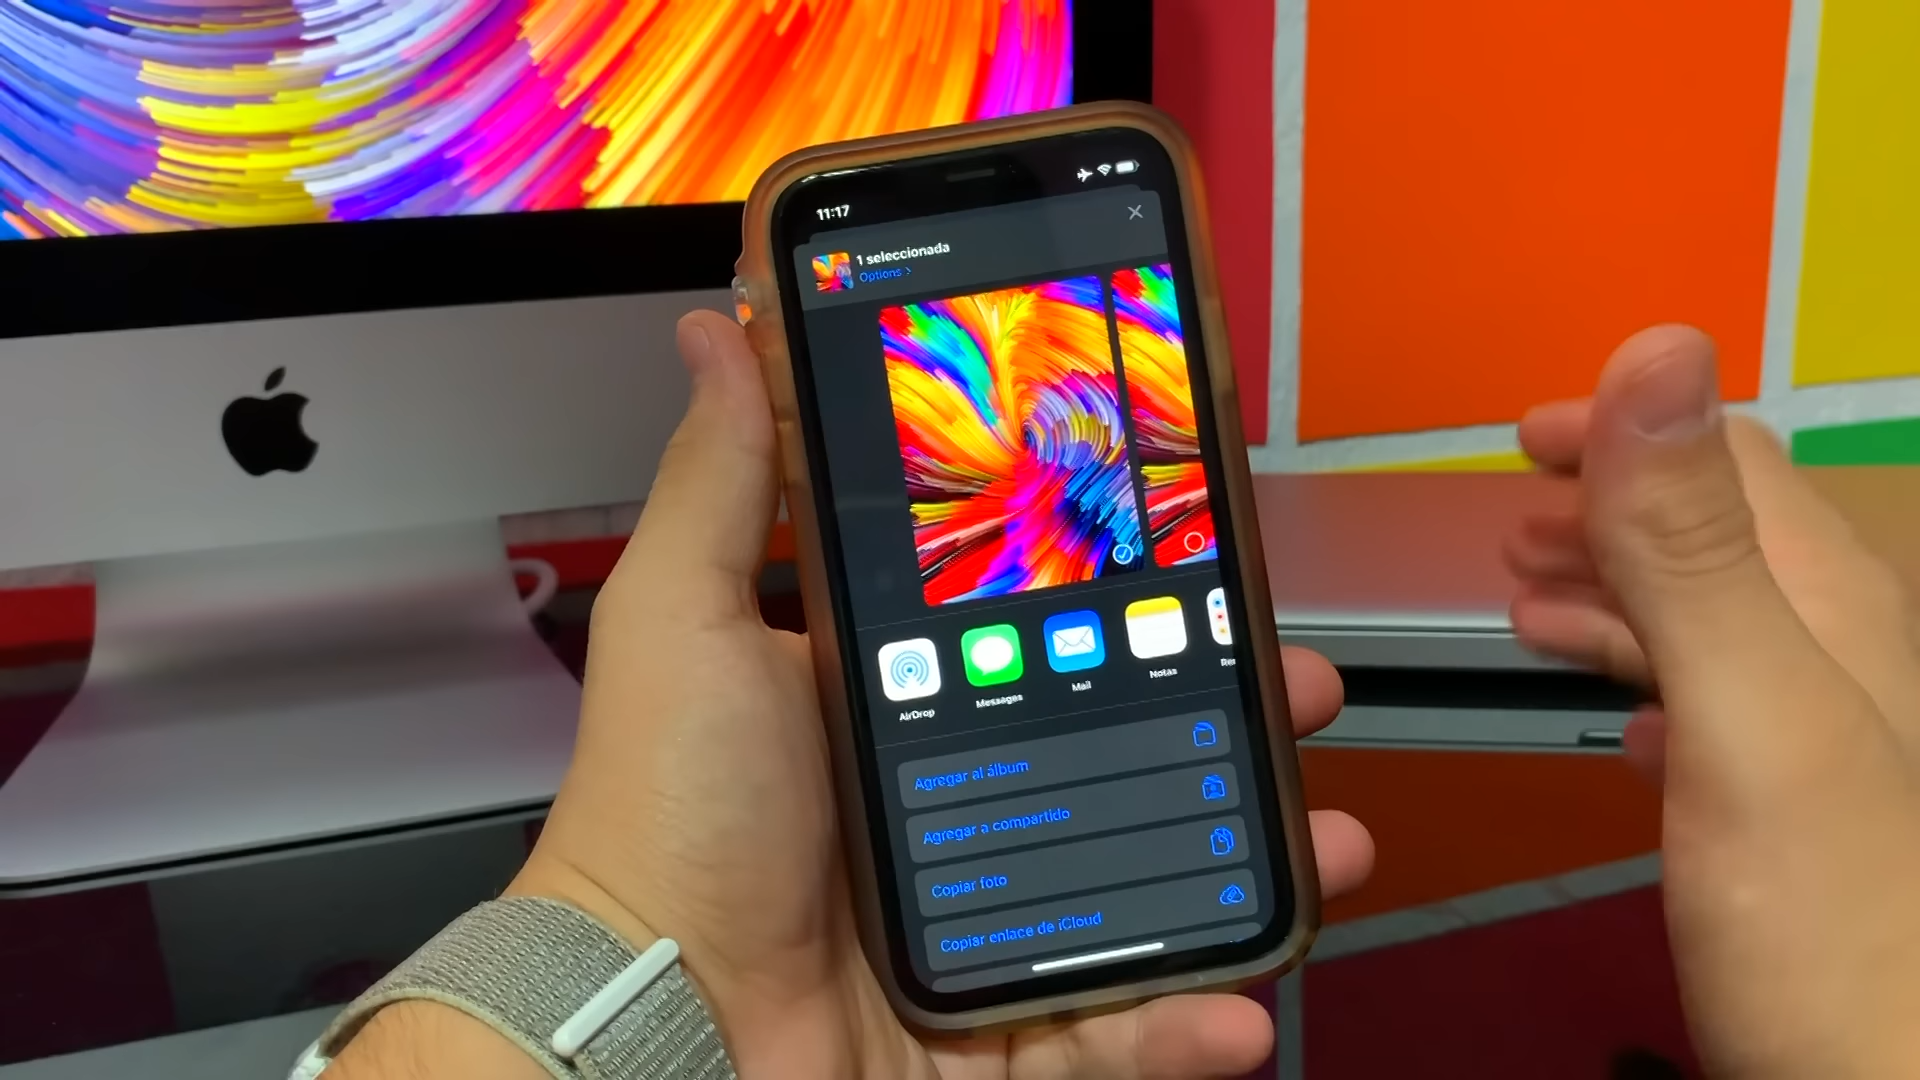 11:17
1 seleccionada
Options >
AirDrop
Messages
Mail
Notas
Agregar al álbum
Agregar a compartido
Copiar foto
Copiar enlace de iCloud